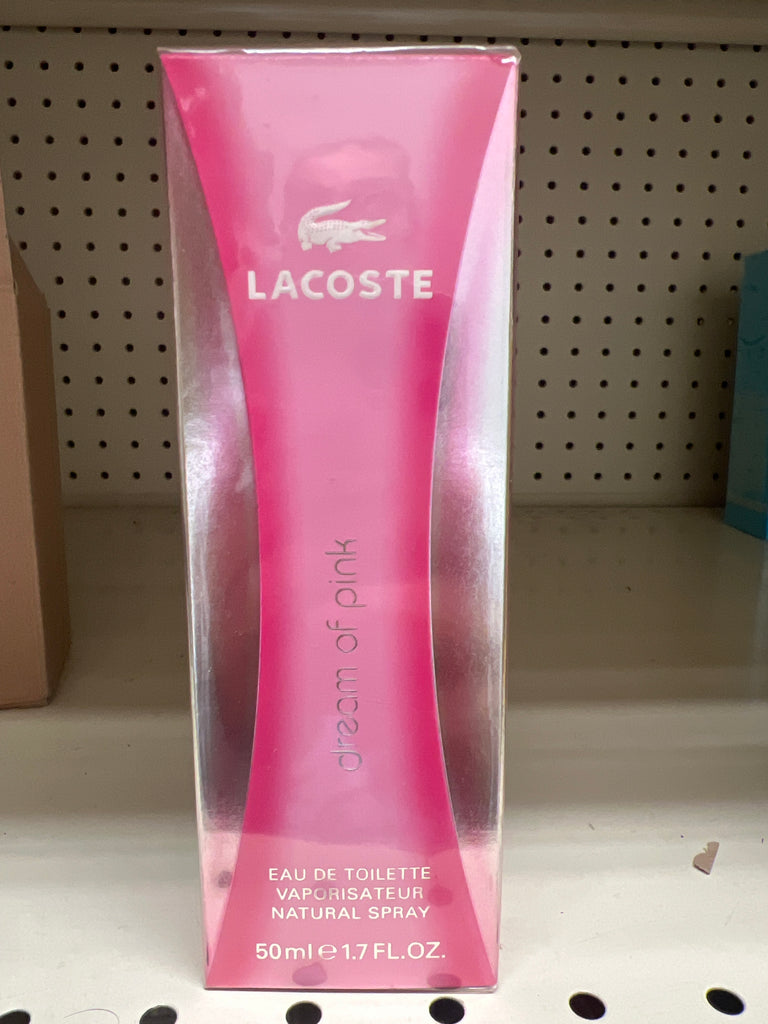 LACOSTE
dream of pink
EAU DE TOILETTE
VAPORISATEUR
NATURAL SPRAY
50ml e 1.7 FL.OZ.